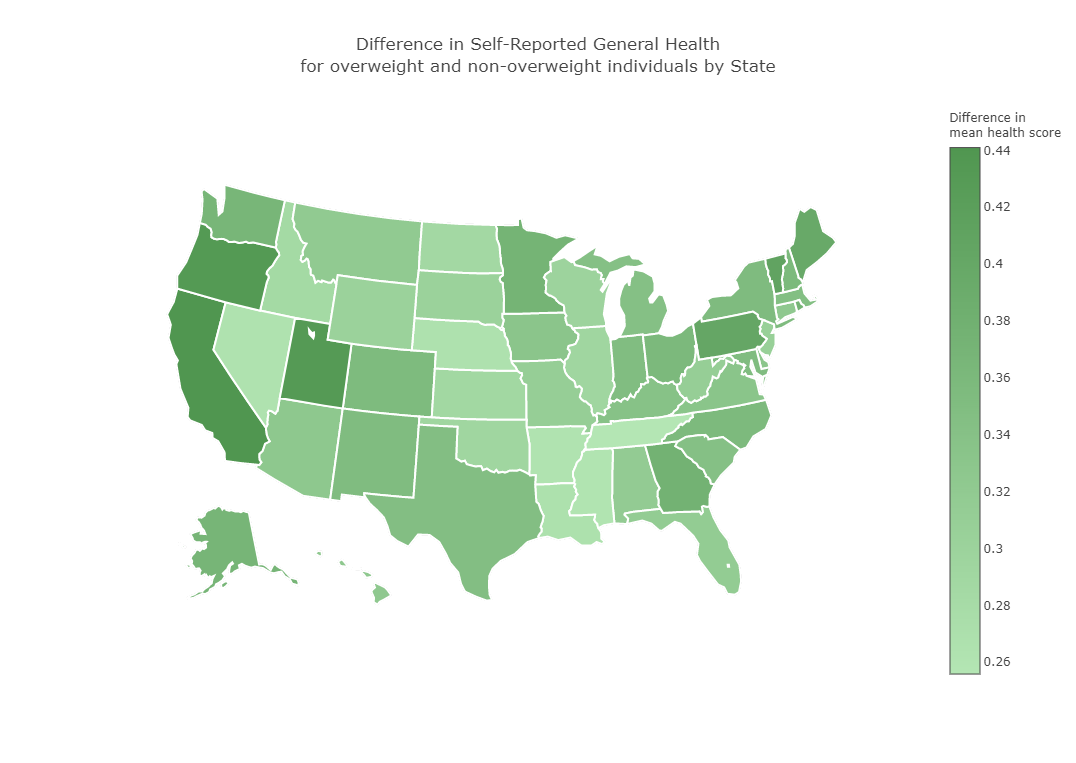 Difference in Self-Reported General Health
for overweight and non-overweight individuals by State
Difference in
mean health score
0.44
0.42
0.4
0.38
0.36
0.34
0.32
0.3
0.28
0.26